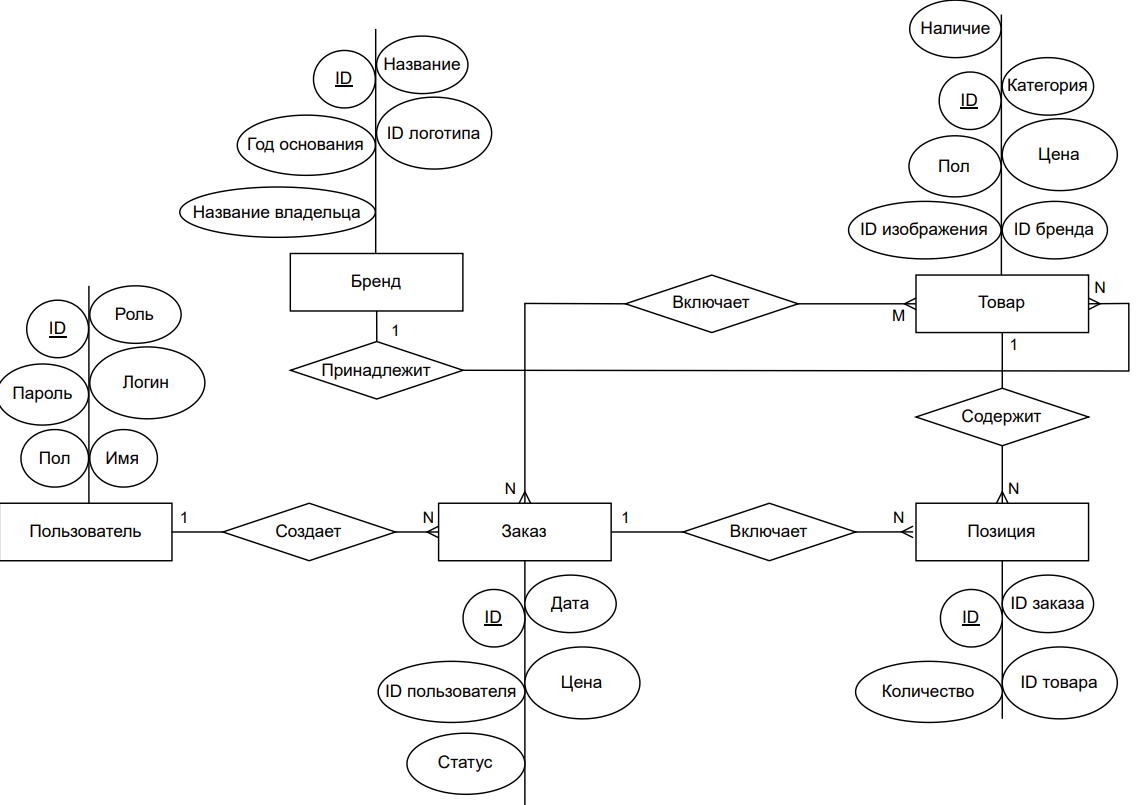 Наличие
Название
ID
Категория
ID
Год основания
ID логотипа
Пол
Цена
Название владельца
ID изображения
ID бренда
Бренд
Включает
Товар
N
M
ID
Роль
1
1
Принадлежит
Пароль
Логин
Содержит
Пол
Имя
N
N
Пользователь
1
Создает
N
Заказ
1
Включает
N
Позиция
ID
Дата
ID
ID заказа
ID пользователя
Цена
Количество
ID товара
Статус